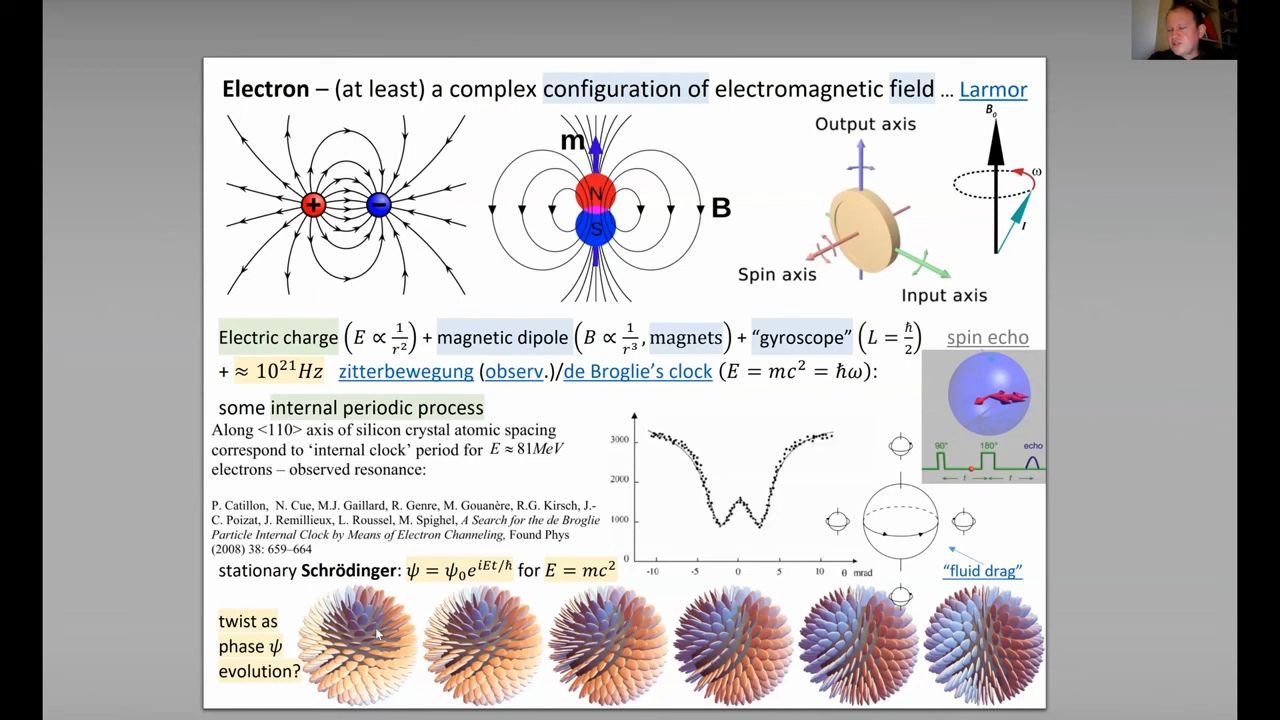 Electron – (at least) a complex configuration of electromagnetic field ... Larmor
+ −
m
N
S
B
Output axis
Spin axis
Input axis
B₀
ω
I
Electric charge (E ∝ 1/r²) + magnetic dipole (B ∝ 1/r³, magnets) + “gyroscope” (L = ħ/2)
spin echo
+ ≈ 10²¹Hz zitterbewegung (observ.)/de Broglie’s clock (E = mc² = ħω):
some internal periodic process
Along <110> axis of silicon crystal atomic spacing
correspond to ‘internal clock’ period for E ≈ 81MeV
electrons – observed resonance:
P. Catillon, N. Cue, M.J. Gaillard, R. Genre, M. Gouanère, R.G. Kirsch, J.-
C. Poizat, J. Remillieux, L. Roussel, M. Spighel, A Search for the de Broglie
Particle Internal Clock by Means of Electron Channeling, Found Phys
(2008) 38: 659–664
3000
2000
1000
0
-10 -5 0 5 10 θ mrad
90° 180° echo
t t
“fluid drag”
stationary Schrödinger: ψ = ψ₀e^{iEt/ħ} for E = mc²
twist as
phase ψ
evolution?